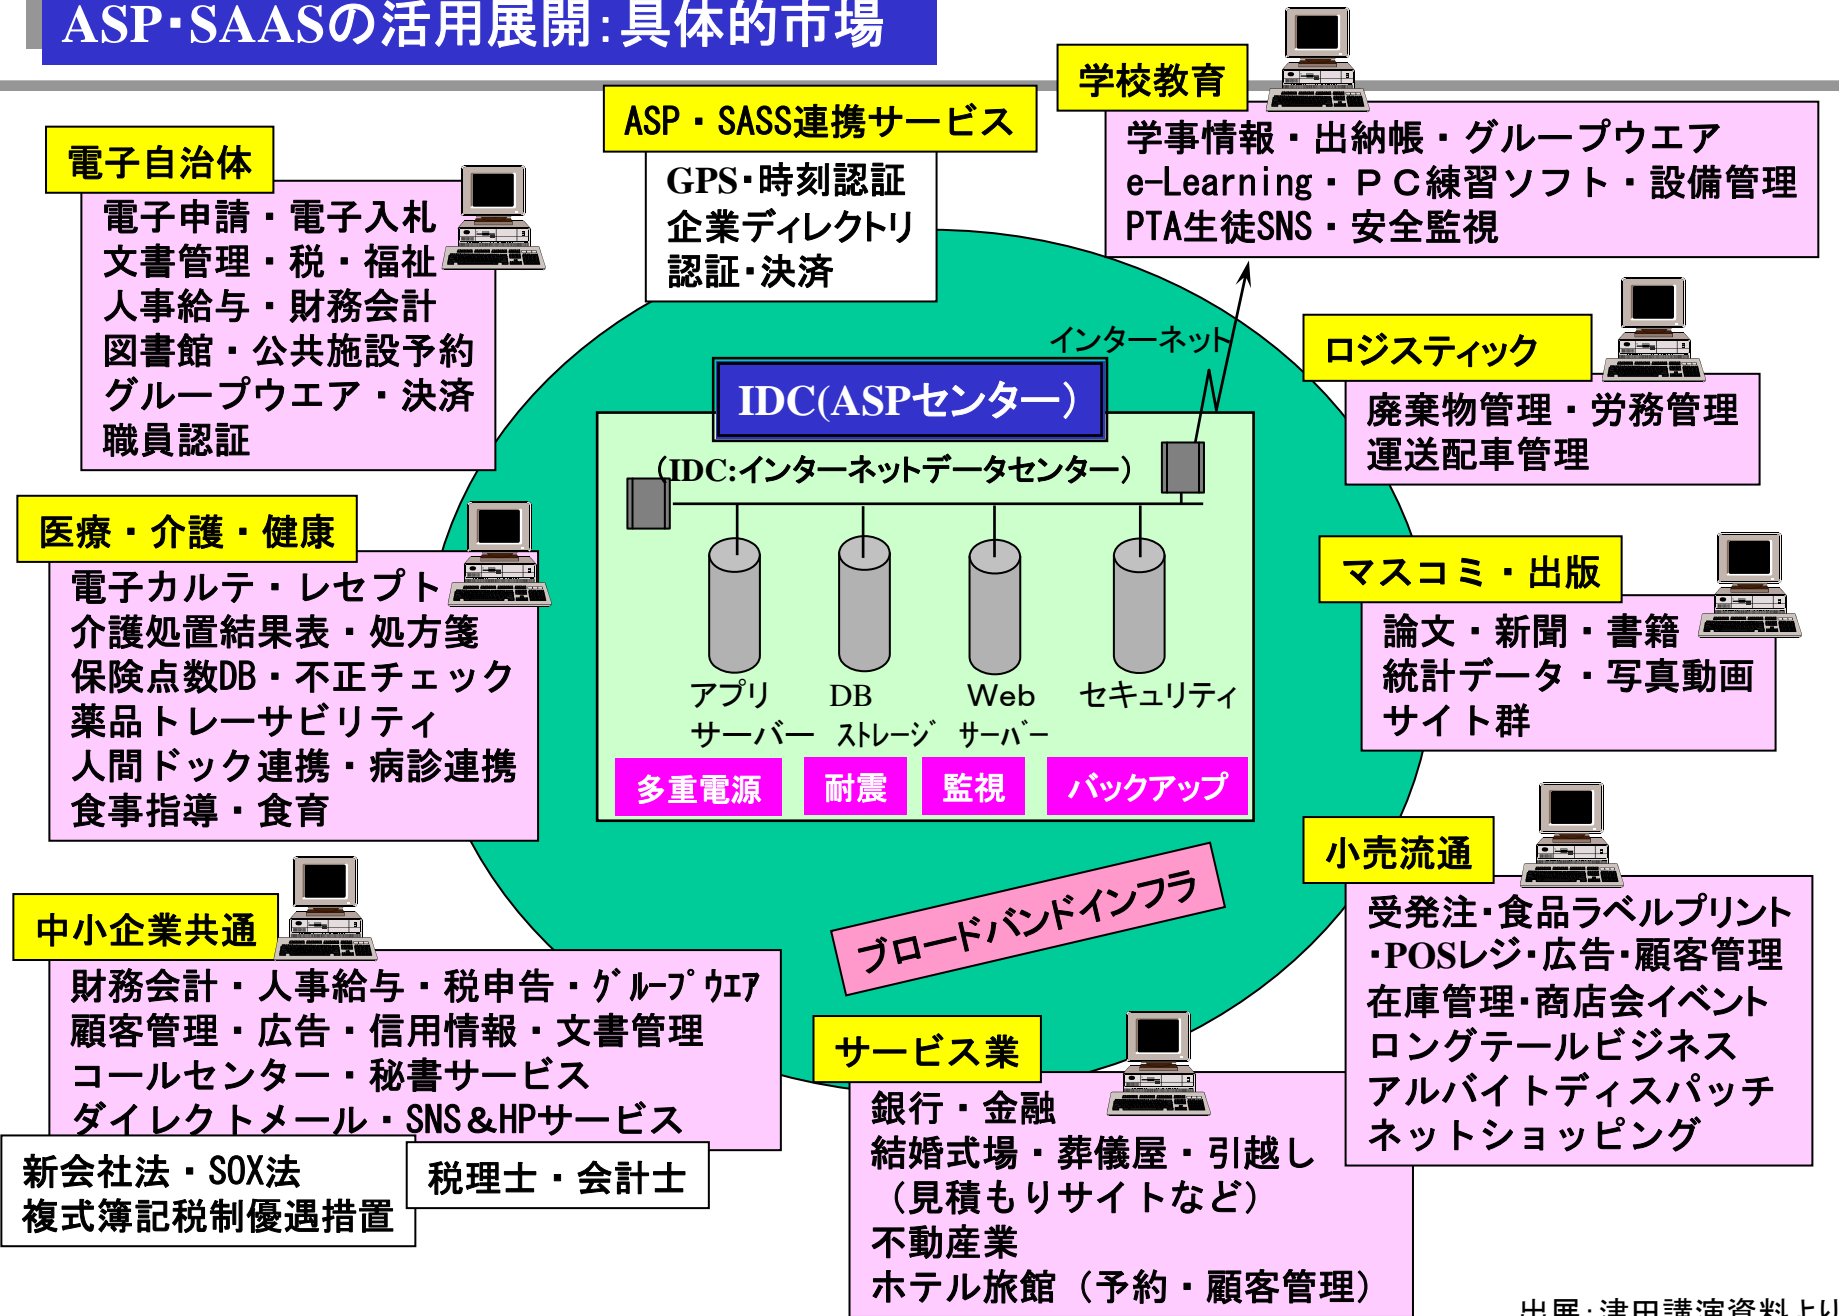 ASP・SAASの活用展開：具体的市場
ASP・SASS連携サービス
GPS・時刻認証
企業ディレクトリ
認証・決済
学校教育
学事情報・出納帳・グループウエア
e-Learning・ＰＣ練習ソフト・設備管理
PTA生徒SNS・安全監視
電子自治体
電子申請・電子入札
文書管理・税・福祉
人事給与・財務会計
図書館・公共施設予約
グループウエア・決済
職員認証
インターネット
ロジスティック
廃棄物管理・労務管理
運送配車管理
IDC(ASPセンター）
（IDC:インターネットデータセンター）
アプリ
サーバー
DB
ストレージ
Web
サーバー
セキュリティ
多重電源
耐震
監視
バックアップ
医療・介護・健康
電子カルテ・レセプト
介護処置結果表・処方箋
保険点数DB・不正チェック
薬品トレーサビリティ
人間ドック連携・病診連携
食事指導・食育
マスコミ・出版
論文・新聞・書籍
統計データ・写真動画
サイト群
小売流通
受発注・食品ラベルプリント
・POSレジ・広告・顧客管理
在庫管理・商店会イベント
ロングテールビジネス
アルバイトディスパッチ
ネットショッピング
ブロードバンドインフラ
中小企業共通
財務会計・人事給与・税申告・グループウエア
顧客管理・広告・信用情報・文書管理
コールセンター・秘書サービス
ダイレクトメール・SNS＆HPサービス
新会社法・SOX法
複式簿記税制優遇措置
税理士・会計士
サービス業
銀行・金融
結婚式場・葬儀屋・引越し
（見積もりサイトなど）
不動産業
ホテル旅館（予約・顧客管理）
出展：津田講演資料より